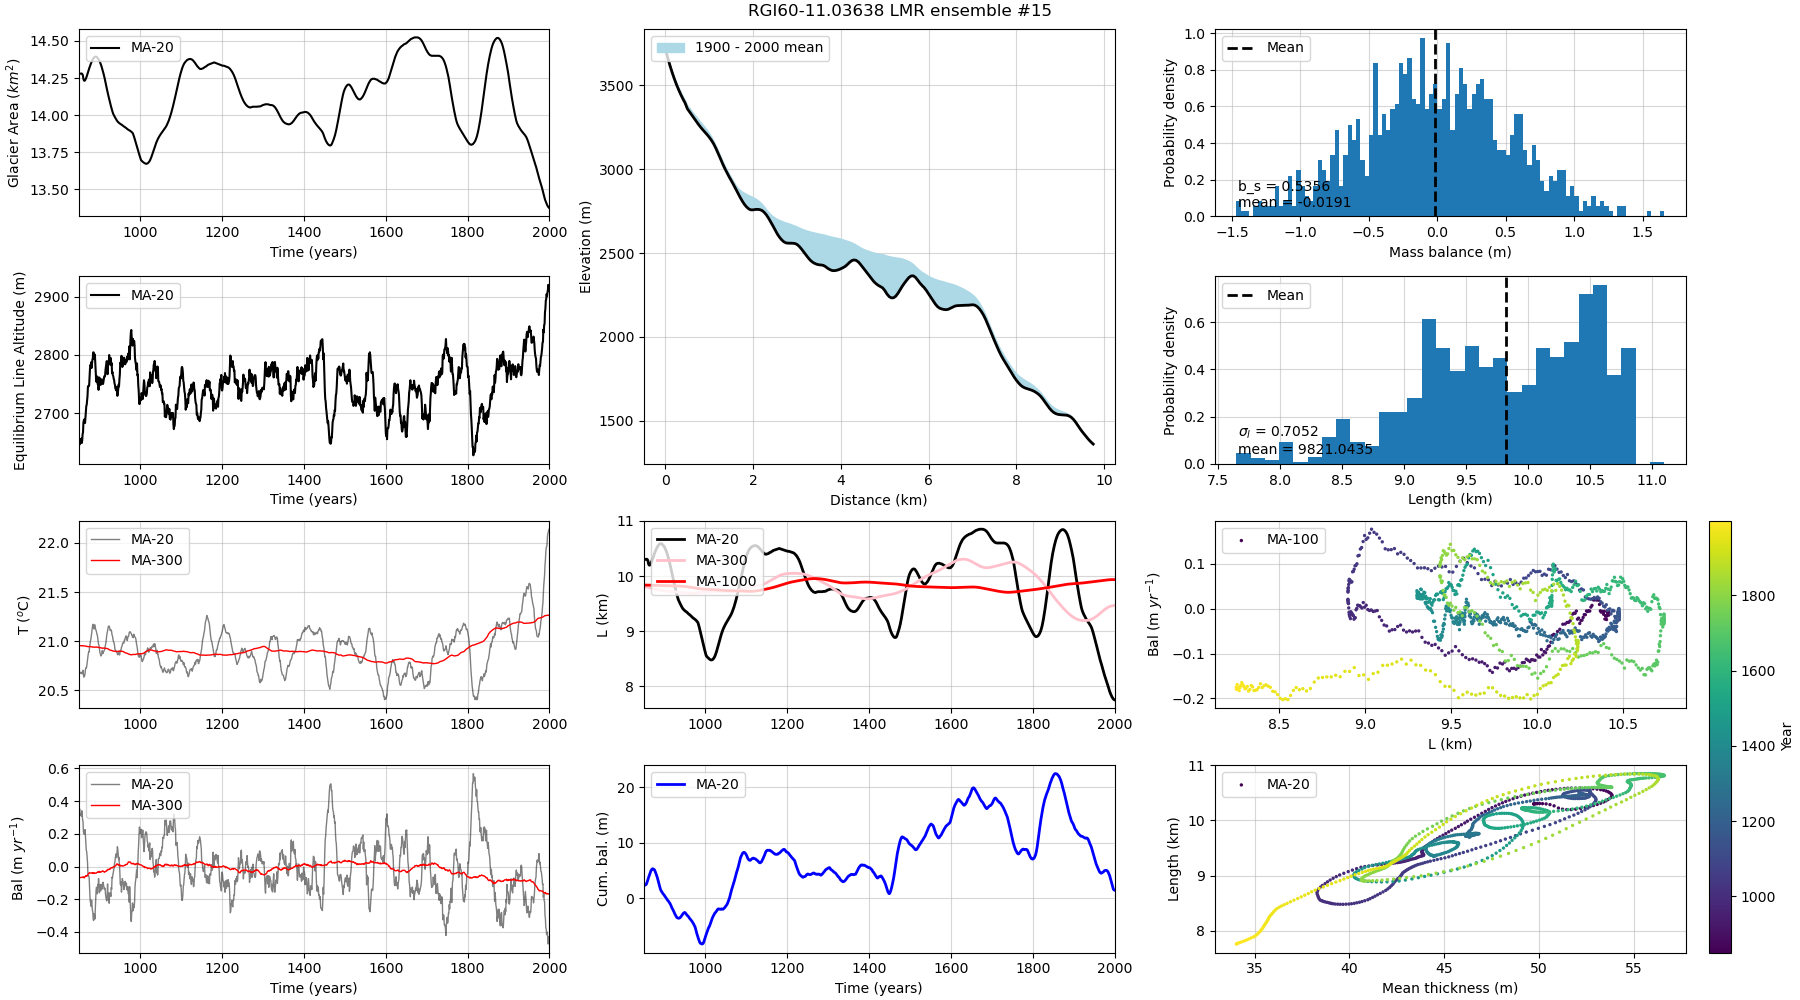 RGI60-11.03638 LMR ensemble #15
MA-20
Glacier Area ($km^2$)
14.50
14.25
14.00
13.75
13.50
1000 1200 1400 1600 1800 2000
Time (years)
1900 - 2000 mean
Elevation (m)
3500
3000
2500
2000
1500
0 2 4 6 8 10
Distance (km)
Mean
Probability density
1.0
0.8
0.6
0.4
0.2
0.0
b_s = 0.5356
mean = -0.0191
−1.5 −1.0 −0.5 0.0 0.5 1.0 1.5
Mass balance (m)
MA-20
Equilibrium Line Altitude (m)
2900
2800
2700
1000 1200 1400 1600 1800 2000
Time (years)
Mean
Probability density
0.6
0.4
0.2
0.0
$σ_l$ = 0.7052
mean = 9821.0435
7.5 8.0 8.5 9.0 9.5 10.0 10.5 11.0
Length (km)
MA-20
MA-300
T (°C)
22.0
21.5
21.0
20.5
1000 1200 1400 1600 1800 2000
MA-20
MA-300
MA-1000
L (km)
11
10
9
8
1000 1200 1400 1600 1800 2000
MA-100
Bal (m $yr^{-1}$)
0.1
0.0
−0.1
−0.2
8.5 9.0 9.5 10.0 10.5
L (km)
Year
1800
1600
1400
1200
1000
MA-20
MA-300
Bal (m $yr^{-1}$)
0.6
0.4
0.2
0.0
−0.2
−0.4
1000 1200 1400 1600 1800 2000
Time (years)
MA-20
Cum. bal. (m)
20
10
0
1000 1200 1400 1600 1800 2000
Time (years)
MA-20
Length (km)
11
10
9
8
35 40 45 50 55
Mean thickness (m)